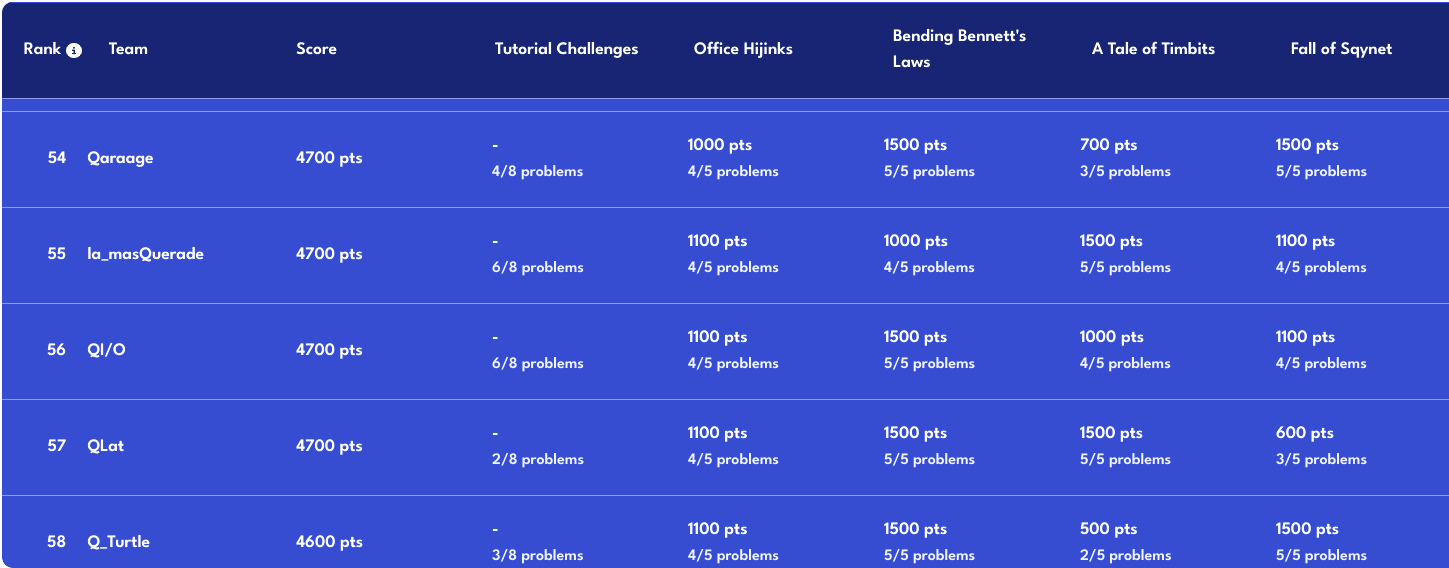 Rank Team Score Tutorial Challenges Office Hijinks Bending Bennett's Laws A Tale of Timbits Fall of Sqynet
54 Qaraage 4700 pts - 1000 pts 1500 pts 700 pts 1500 pts
4/8 problems 4/5 problems 5/5 problems 3/5 problems 5/5 problems
55 la_masQuerade 4700 pts - 1100 pts 1000 pts 1500 pts 1100 pts
6/8 problems 4/5 problems 4/5 problems 5/5 problems 4/5 problems
56 QI/O 4700 pts - 1100 pts 1500 pts 1000 pts 1100 pts
6/8 problems 4/5 problems 5/5 problems 4/5 problems 4/5 problems
57 QLat 4700 pts - 1100 pts 1500 pts 1500 pts 600 pts
2/8 problems 4/5 problems 5/5 problems 5/5 problems 3/5 problems
58 Q_Turtle 4600 pts - 1100 pts 1500 pts 500 pts 1500 pts
3/8 problems 4/5 problems 5/5 problems 2/5 problems 5/5 problems